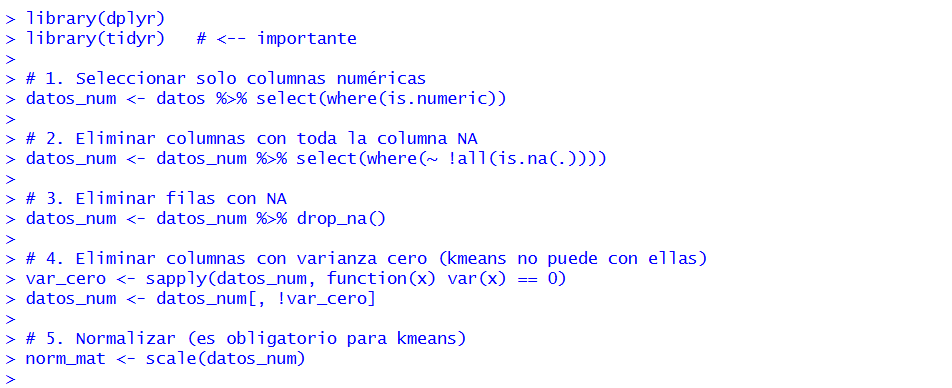 > library(dplyr)
> library(tidyr)   # <-- importante
>
> # 1. Seleccionar solo columnas numéricas
> datos_num <- datos %>% select(where(is.numeric))
>
> # 2. Eliminar columnas con toda la columna NA
> datos_num <- datos_num %>% select(where(~ !all(is.na(.))))
>
> # 3. Eliminar filas con NA
> datos_num <- datos_num %>% drop_na()
>
> # 4. Eliminar columnas con varianza cero (kmeans no puede con ellas)
> var_cero <- sapply(datos_num, function(x) var(x) == 0)
> datos_num <- datos_num[, !var_cero]
>
> # 5. Normalizar (es obligatorio para kmeans)
> norm_mat <- scale(datos_num)
>